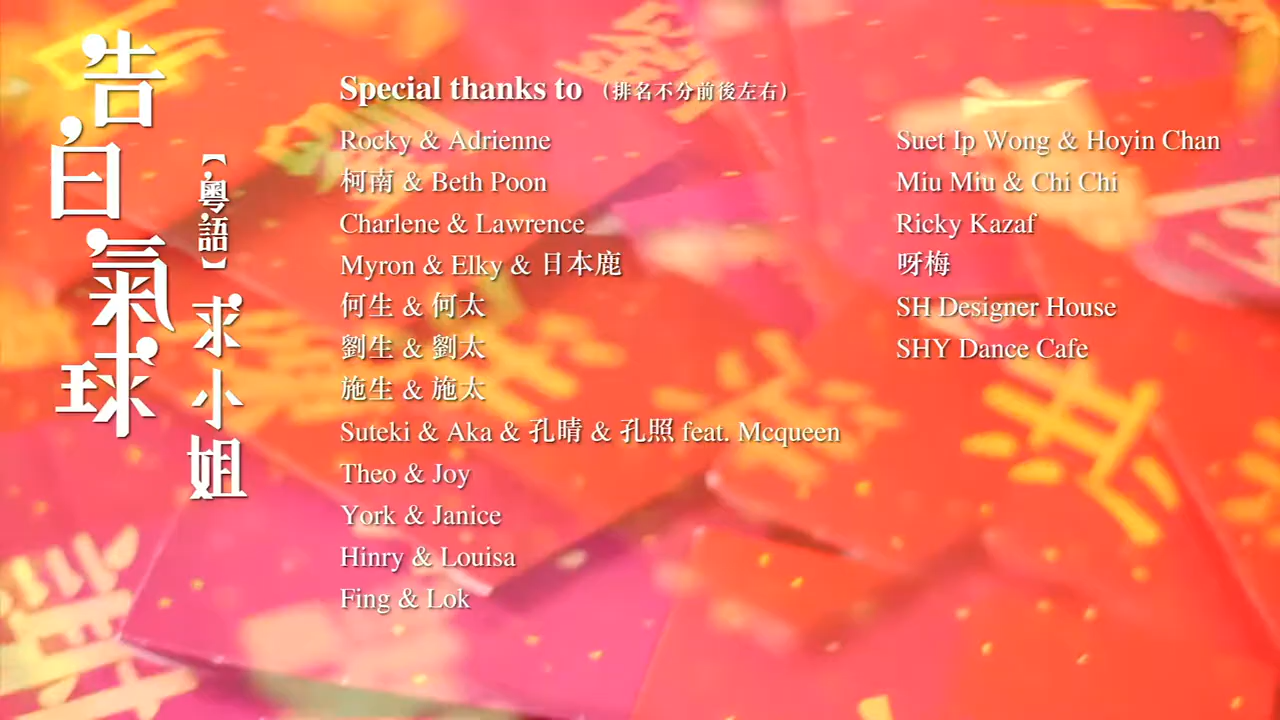 告白氣球
【粵語】求小姐
Special thanks to （排名不分前後左右）
Rocky & Adrienne
柯南 & Beth Poon
Charlene & Lawrence
Myron & Elky & 日本鹿
何生 & 何太
劉生 & 劉太
施生 & 施太
Suteki & Aka & 孔晴 & 孔照 feat. Mcqueen
Theo & Joy
York & Janice
Hinry & Louisa
Fing & Lok
Suet Ip Wong & Hoyin Chan
Miu Miu & Chi Chi
Ricky Kazaf
呀梅
SH Designer House
SHY Dance Cafe